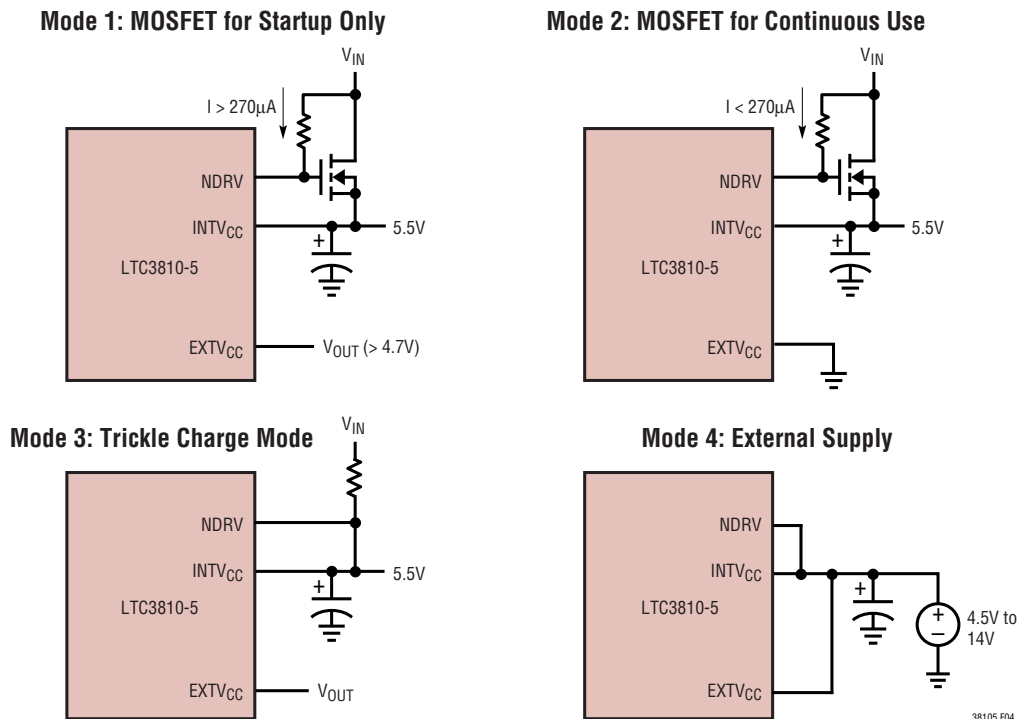 Mode 1: MOSFET for Startup Only
VIN
I > 270µA
NDRV
INTVCC
+
5.5V
LTC3810-5
EXTVCC
VOUT (> 4.7V)
Mode 2: MOSFET for Continuous Use
VIN
I < 270µA
NDRV
INTVCC
+
5.5V
LTC3810-5
EXTVCC
Mode 3: Trickle Charge Mode
VIN
NDRV
INTVCC
+
5.5V
LTC3810-5
EXTVCC
VOUT
Mode 4: External Supply
NDRV
INTVCC
+
LTC3810-5
+
–
4.5V to
14V
EXTVCC
38105 F04